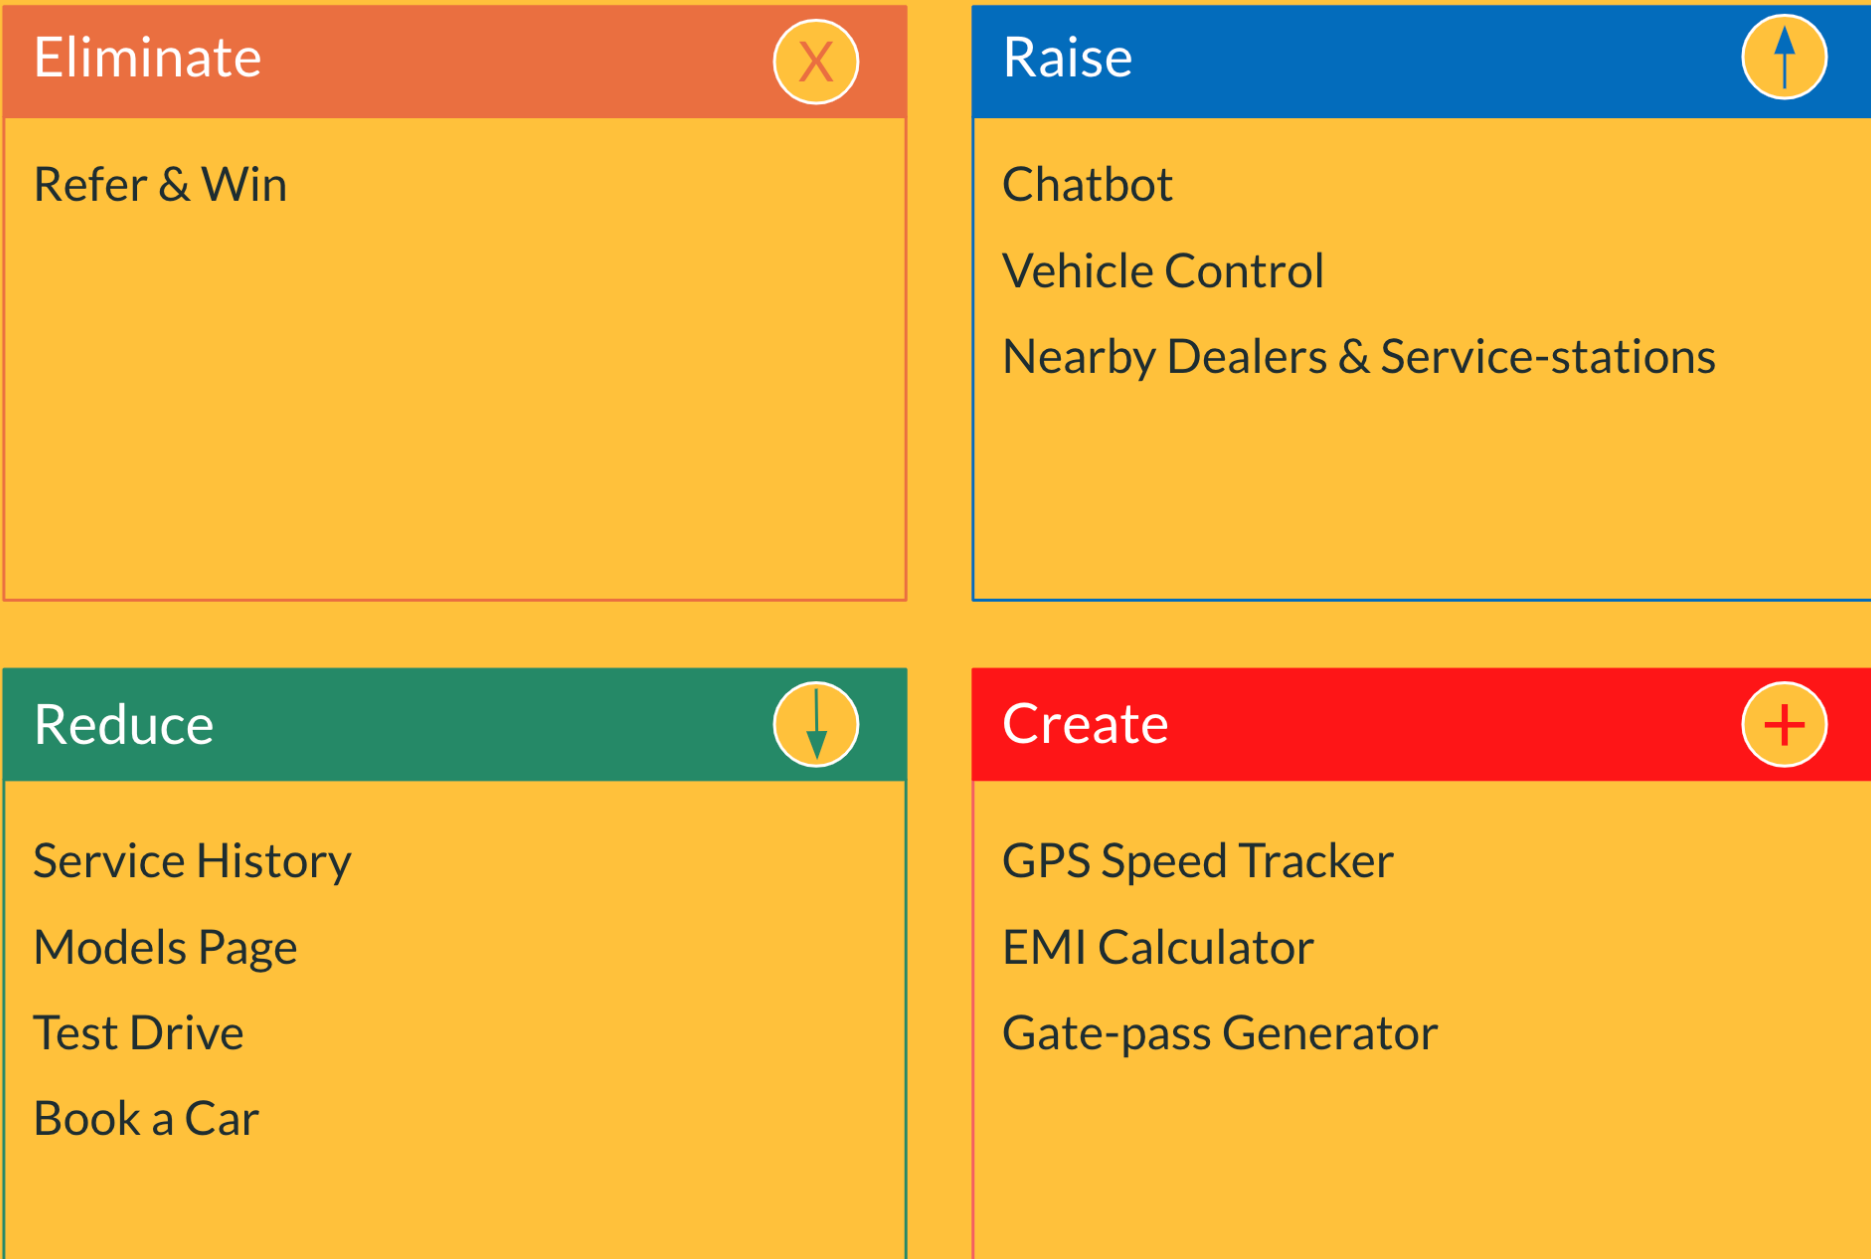 Eliminate
X
Refer & Win
Raise
Chatbot
Vehicle Control
Nearby Dealers & Service-stations
Reduce
Service History
Models Page
Test Drive
Book a Car
Create
+
GPS Speed Tracker
EMI Calculator
Gate-pass Generator